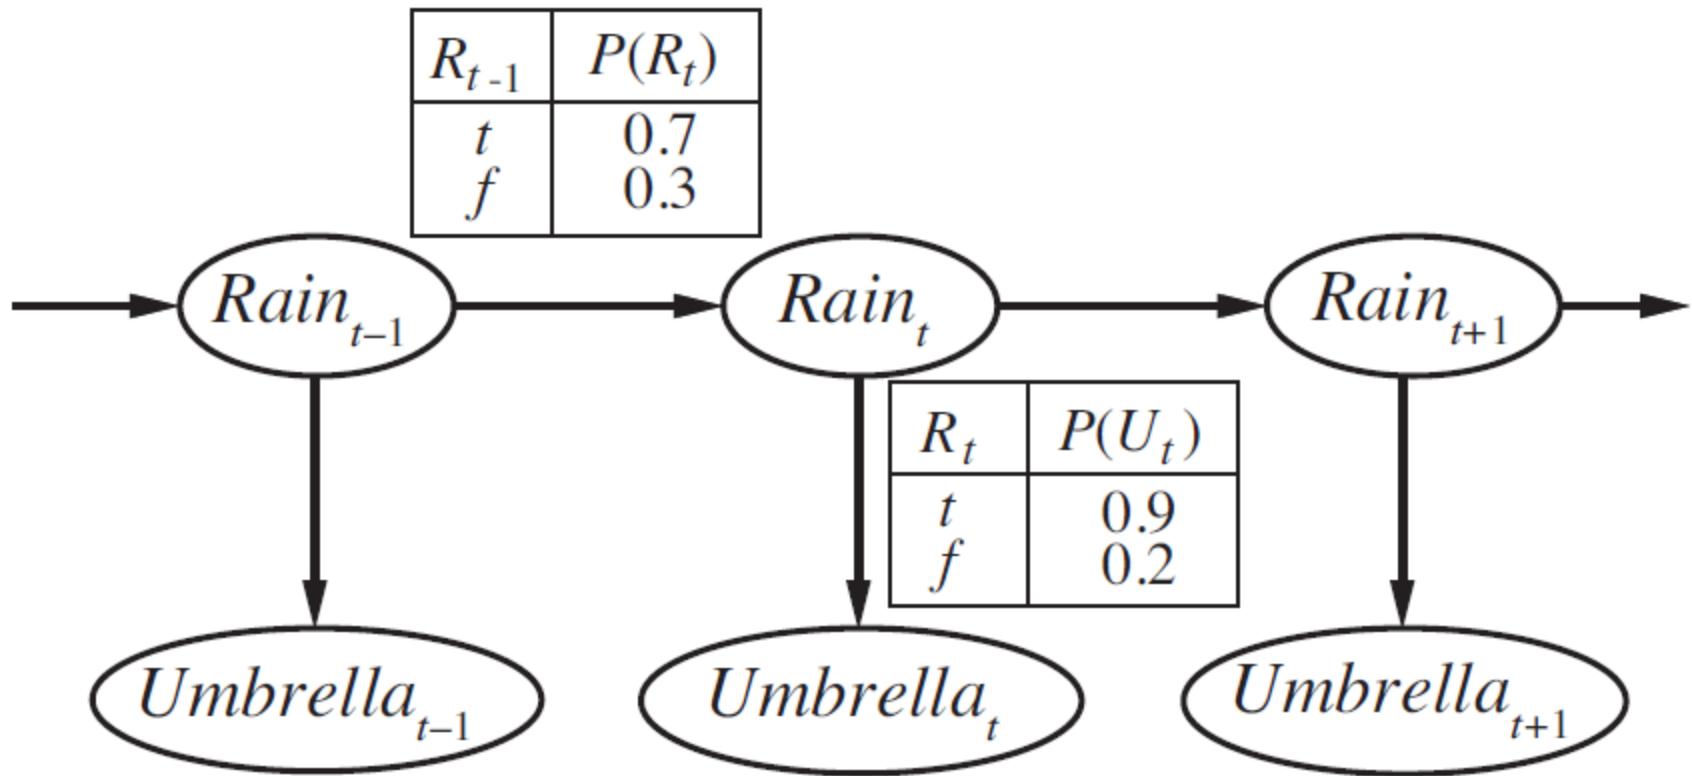 R_{t-1} P(R_t)
t 0.7
f 0.3
Rain_{t–1} Rain_t Rain_{t+1}
R_t P(U_t)
t 0.9
f 0.2
Umbrella_{t–1} Umbrella_t Umbrella_{t+1}